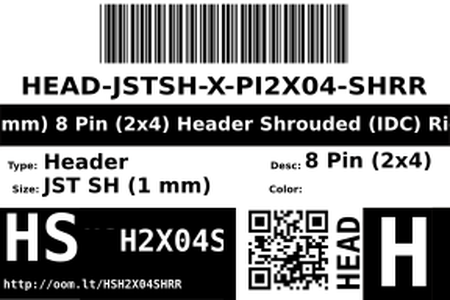 HEAD-JSTSH-X-PI2X04-SHRR
mm) 8 Pin (2x4) Header Shrouded (IDC) Ri
Type: Header
Desc: 8 Pin (2x4)
Size: JST SH (1 mm)
Color:
HS
H2X04S
HEAD
H
http://oom.lt/HSH2X04SHRR